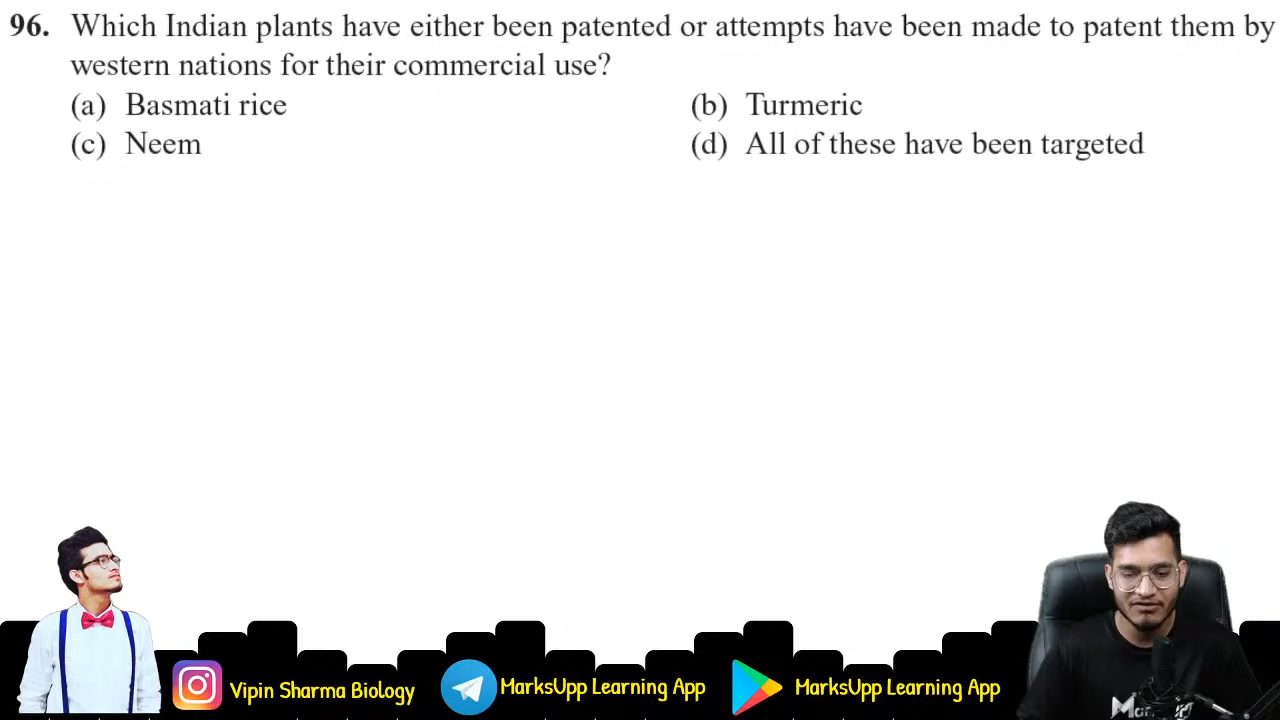 96. Which Indian plants have either been patented or attempts have been made to patent them by
western nations for their commercial use?
(a) Basmati rice (b) Turmeric
(c) Neem (d) All of these have been targeted
Vipin Sharma Biology MarksUpp Learning App MarksUpp Learning App